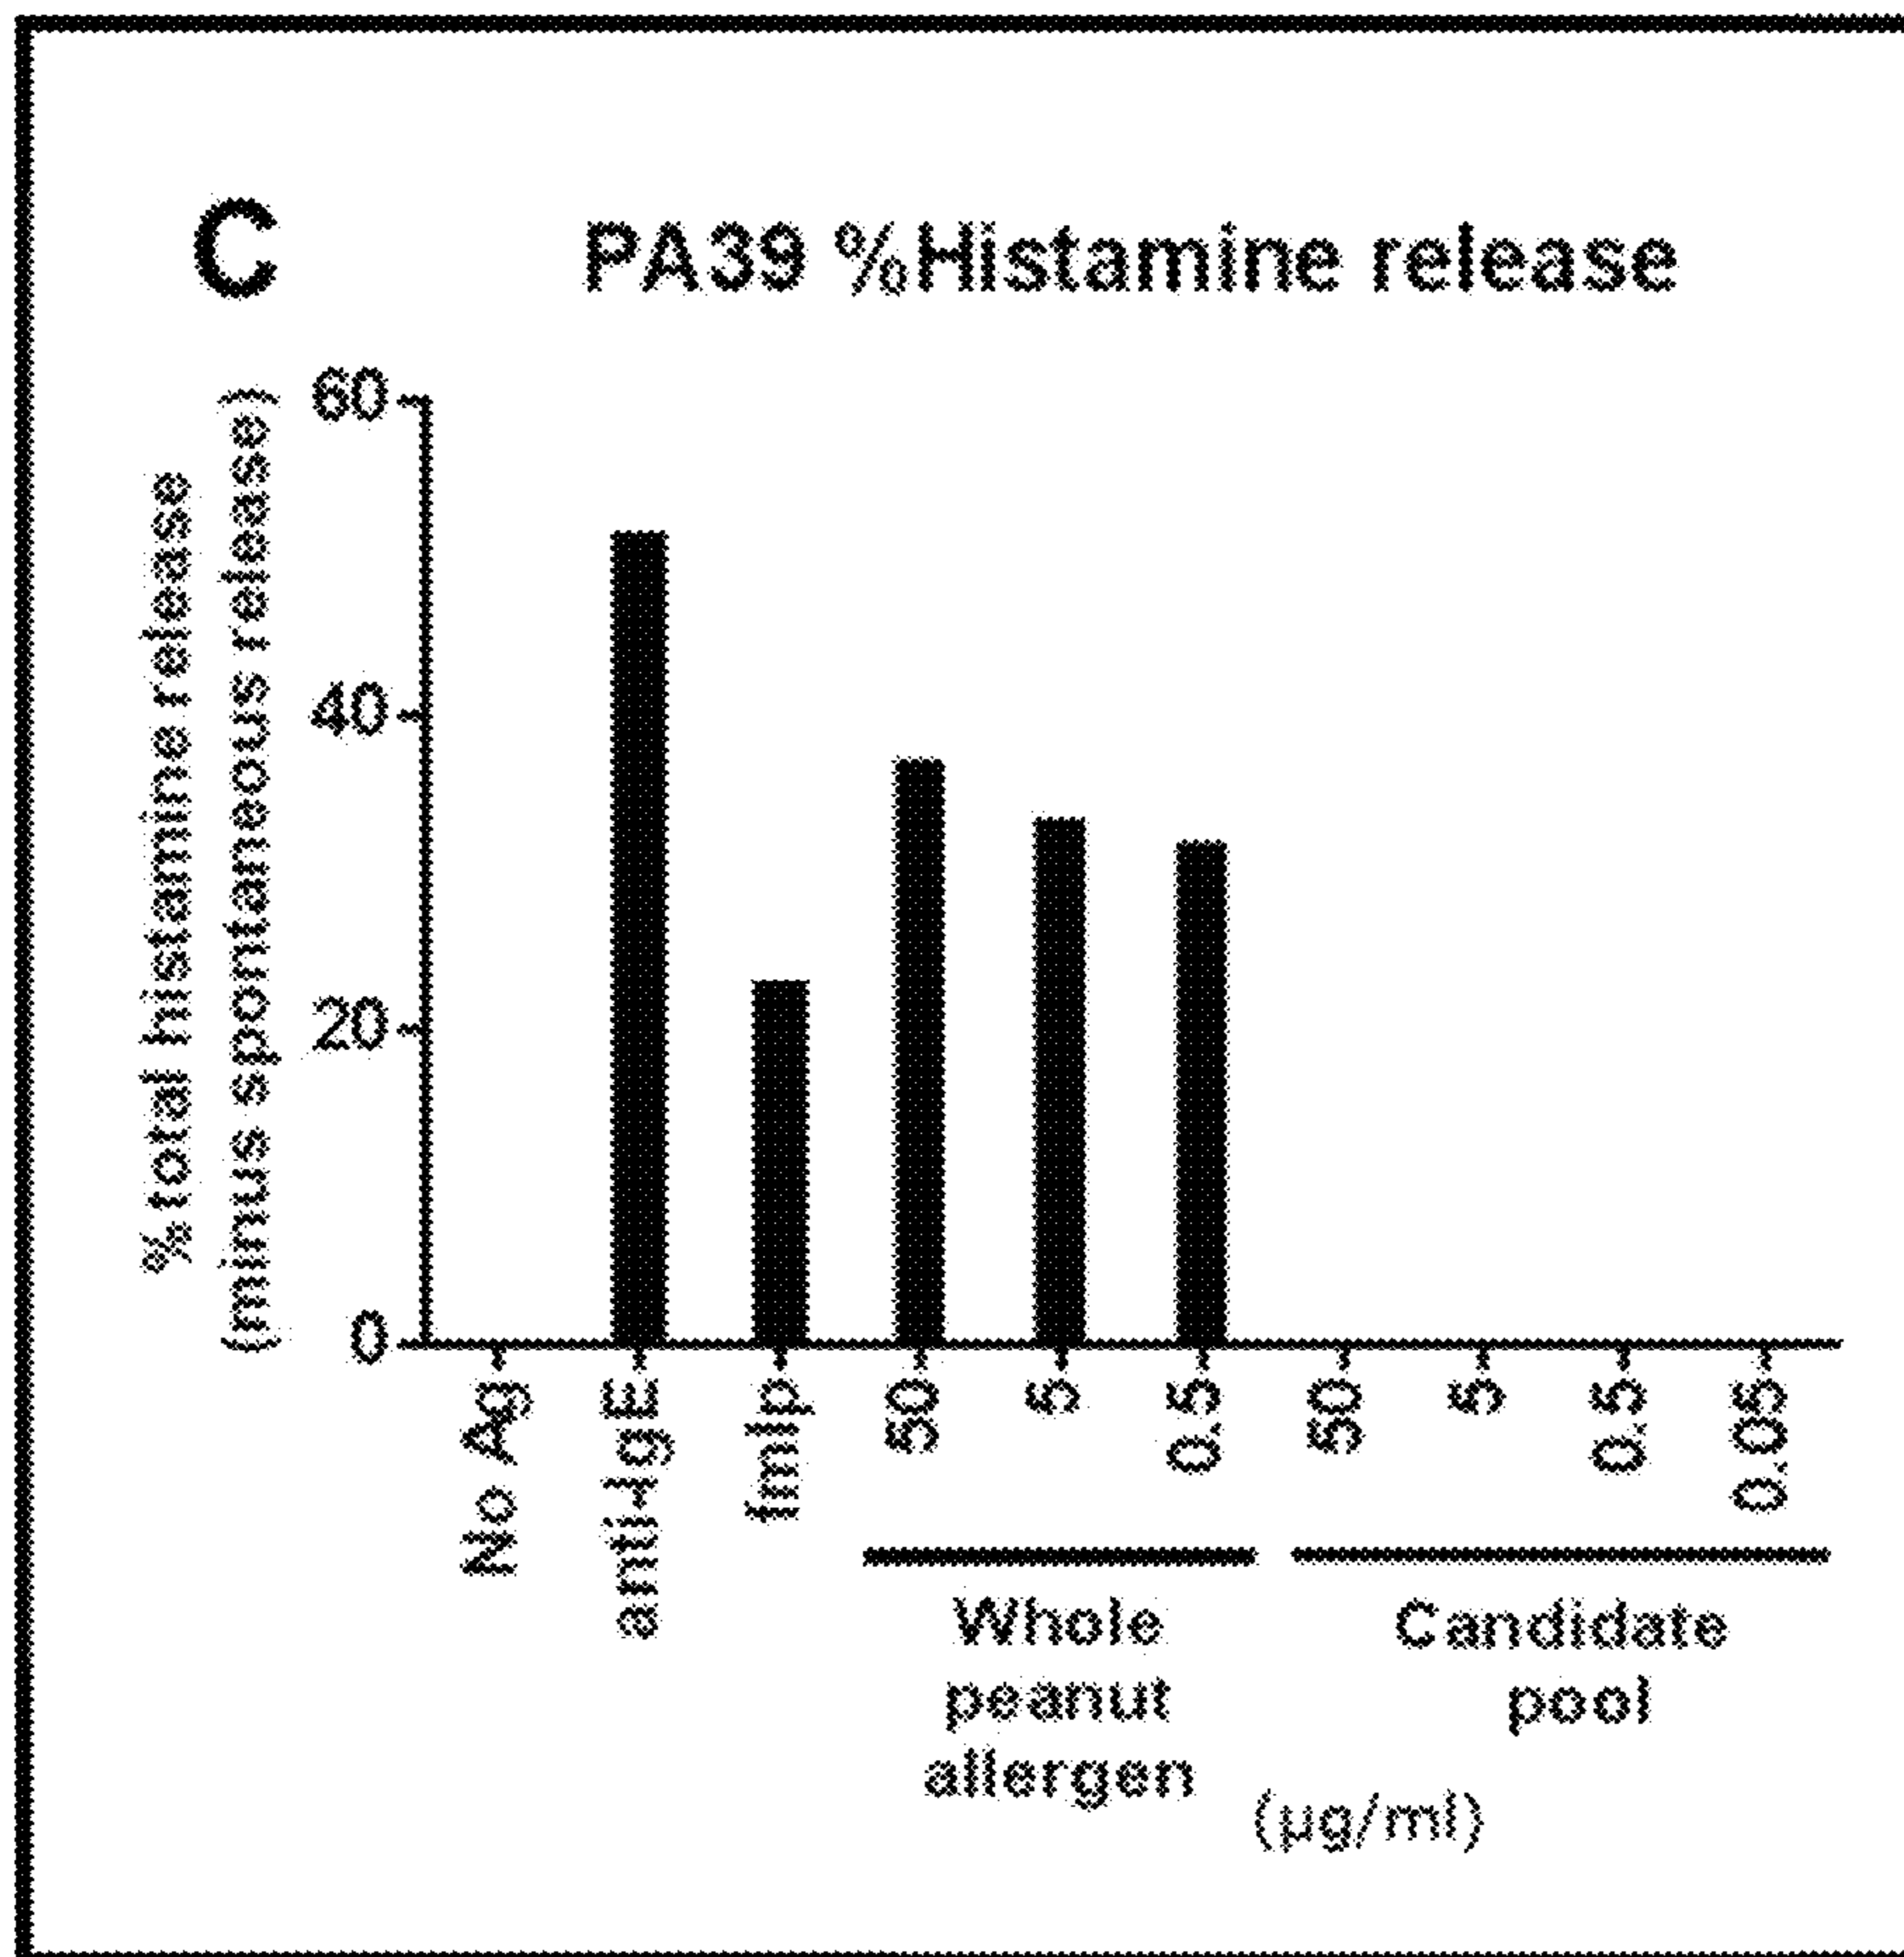 C
PA39 %Histamine release
% total histamine release
(minus spontaneous release)
60
40
20
0
No Ag
anti-IgE
fmlp
50
5
0.5
50
5
0.5
0.05
Whole
peanut
allergen
Candidate
pool
(µg/ml)